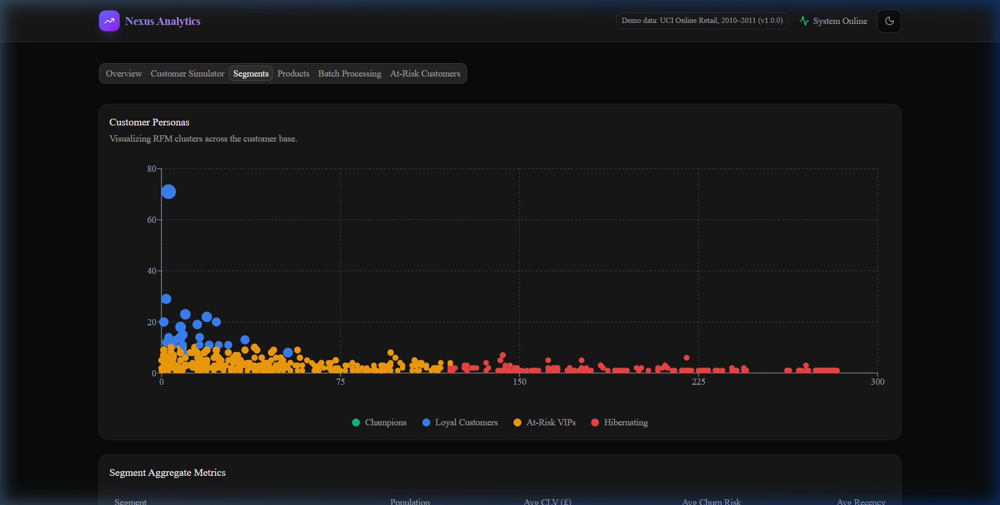 Nexus Analytics
Demo data: UCI Online Retail, 2010–2011 (v1.0.0)
System Online
Overview Customer Simulator Segments Products Batch Processing At-Risk Customers
Customer Personas
Visualizing RFM clusters across the customer base.
80
60
40
20
0
0 75 150 225 300
Champions Loyal Customers At-Risk VIPs Hibernating
Segment Aggregate Metrics
Segment Population Avg CLV (£) Avg Churn Risk Avg Recency